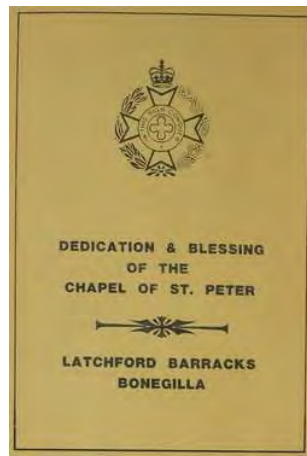 DEDICATION & BLESSING
OF THE
CHAPEL OF ST. PETER
LATCHFORD BARRACKS
BONEGILLA